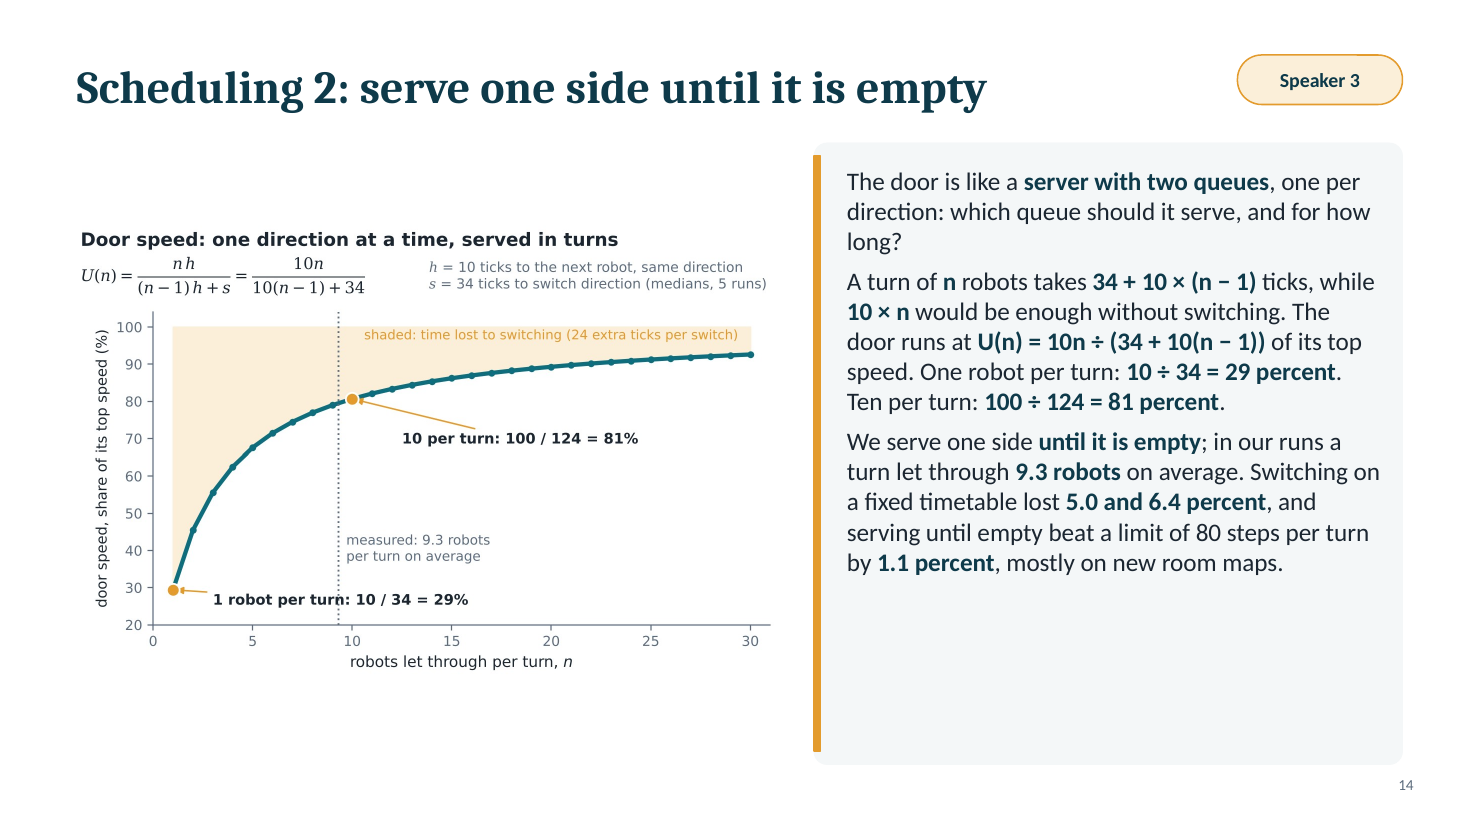 Scheduling 2: serve one side until it is empty
Speaker 3
Door speed: one direction at a time, served in turns
U(n) = n h / ((n − 1) h + s) = 10n / (10(n − 1) + 34)
h = 10 ticks to the next robot, same direction
s = 34 ticks to switch direction (medians, 5 runs)
door speed, share of its top speed (%)
100
90
80
70
60
50
40
30
20
shaded: time lost to switching (24 extra ticks per switch)
10 per turn: 100 / 124 = 81%
measured: 9.3 robots
per turn on average
1 robot per turn: 10 / 34 = 29%
0 5 10 15 20 25 30
robots let through per turn, n
The door is like a server with two queues, one per
direction: which queue should it serve, and for how
long?
A turn of n robots takes 34 + 10 × (n − 1) ticks, while
10 × n would be enough without switching. The
door runs at U(n) = 10n ÷ (34 + 10(n − 1)) of its top
speed. One robot per turn: 10 ÷ 34 = 29 percent.
Ten per turn: 100 ÷ 124 = 81 percent.
We serve one side until it is empty; in our runs a
turn let through 9.3 robots on average. Switching on
a fixed timetable lost 5.0 and 6.4 percent, and
serving until empty beat a limit of 80 steps per turn
by 1.1 percent, mostly on new room maps.
14